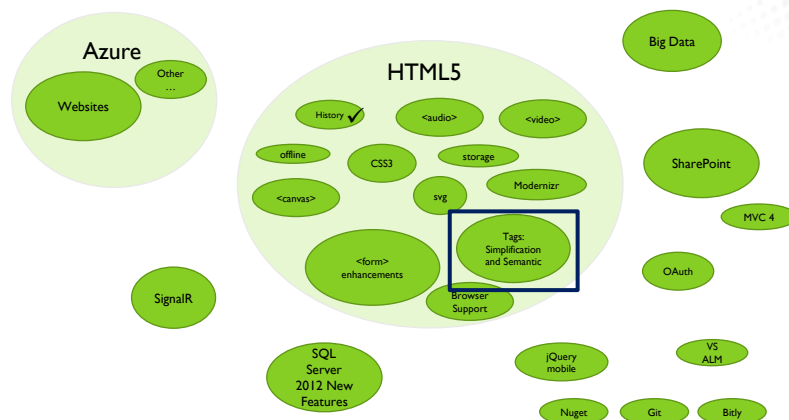 Azure
Other
…
Websites
HTML5
Big Data
History
<audio>
<video>
offline
CSS3
storage
SharePoint
<canvas>
svg
Modernizr
MVC 4
Tags:
Simplification
and Semantic
<form>
enhancements
OAuth
SignalR
Browser
Support
SQL
Server
2012 New
Features
jQuery
mobile
VS
ALM
Nuget
Git
Bitly